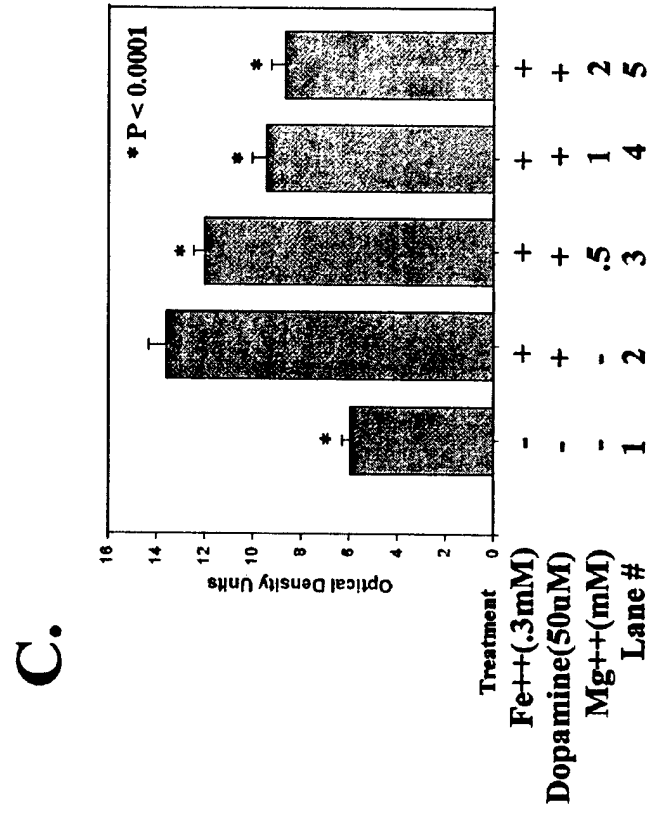 C.
* P < 0.0001
16
14
12
10
8
6
4
2
0
Optical Density Units
* * * *
Treatment
Fe++(.3mM) - + + + +
Dopamine(50uM) - + + + +
Mg++(mM) - - .5 1 2
Lane # 1 2 3 4 5